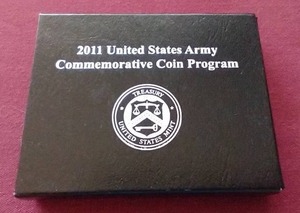 2011 United States Army
Commemorative Coin Program
TREASURY
UNITED STATES MINT